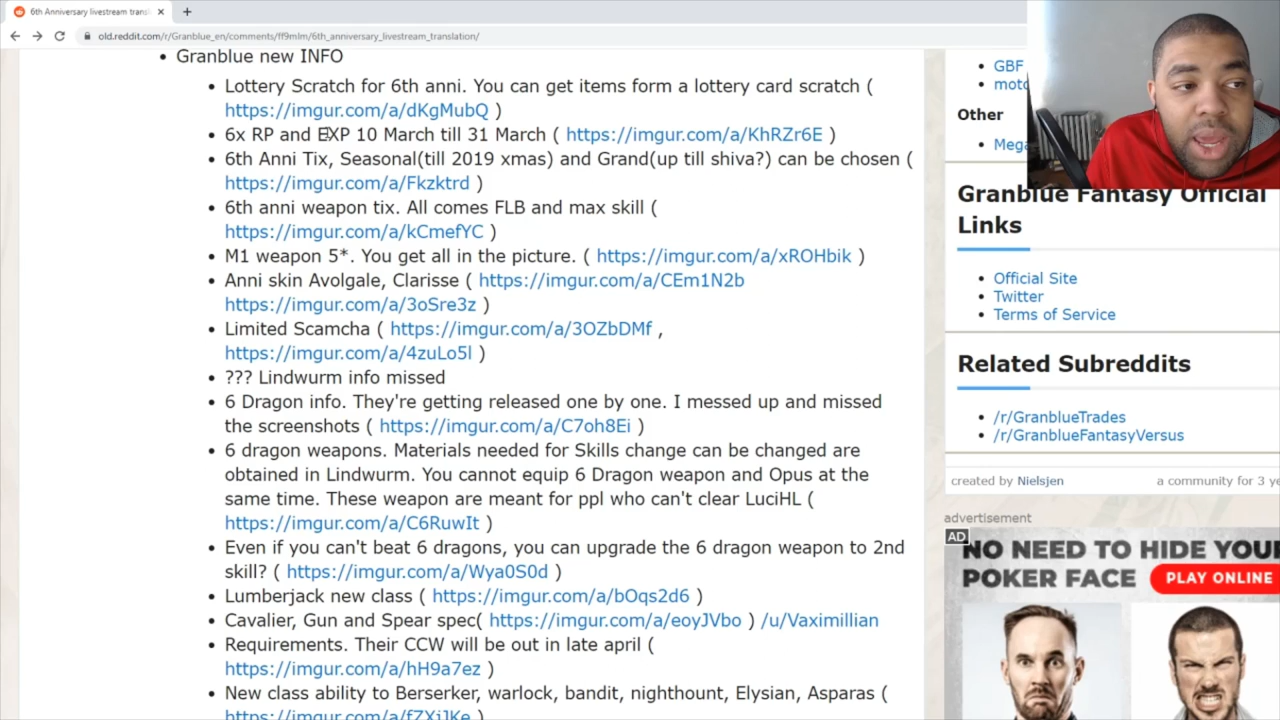 6th Anniversary livestream trans
old.reddit.com/r/Granblue_en/comments/ff9mlm/6th_anniversary_livestream_translation/
Granblue new INFO
Lottery Scratch for 6th anni. You can get items form a lottery card scratch (
https://imgur.com/a/dKgMubQ )
6x RP and EXP 10 March till 31 March ( https://imgur.com/a/KhRZr6E )
6th Anni Tix, Seasonal(till 2019 xmas) and Grand(up till shiva?) can be chosen (
https://imgur.com/a/Fkzktrd )
6th anni weapon tix. All comes FLB and max skill (
https://imgur.com/a/kCmefYC )
M1 weapon 5*. You get all in the picture. ( https://imgur.com/a/xROHbik )
Anni skin Avolgale, Clarisse ( https://imgur.com/a/CEm1N2b
https://imgur.com/a/3oSre3z )
Limited Scamcha ( https://imgur.com/a/3OZbDMf ,
https://imgur.com/a/4zuLo5l )
??? Lindwurm info missed
6 Dragon info. They're getting released one by one. I messed up and missed
the screenshots ( https://imgur.com/a/C7oh8Ei )
6 dragon weapons. Materials needed for Skills change can be changed are
obtained in Lindwurm. You cannot equip 6 Dragon weapon and Opus at the
same time. These weapon are meant for ppl who can't clear LuciHL (
https://imgur.com/a/C6RuwIt )
Even if you can't beat 6 dragons, you can upgrade the 6 dragon weapon to 2nd
skill? ( https://imgur.com/a/Wya0S0d )
Lumberjack new class ( https://imgur.com/a/bOqs2d6 )
Cavalier, Gun and Spear spec( https://imgur.com/a/eoyJVbo ) /u/Vaximillian
Requirements. Their CCW will be out in late april (
https://imgur.com/a/hH9a7ez )
New class ability to Berserker, warlock, bandit, nighthount, Elysian, Asparas (
https://imgur.com/a/fZXiJKe )
GBF
moto
Other
Mega
Granblue Fantasy Official
Links
Official Site
Twitter
Terms of Service
Related Subreddits
/r/GranblueTrades
/r/GranblueFantasyVersus
created by Nielsjen a community for 3 ye
advertisement
AD
NO NEED TO HIDE YOUR
POKER FACE PLAY ONLINE